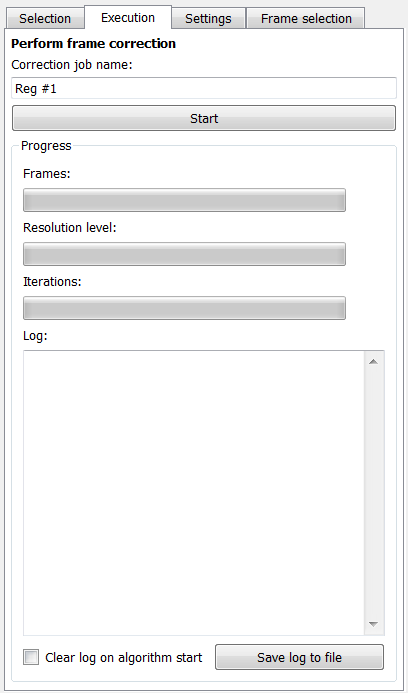 Selection Execution Settings Frame selection
Perform frame correction
Correction job name:
Reg #1
Start
Progress
Frames:
Resolution level:
Iterations:
Log:
Clear log on algorithm start Save log to file